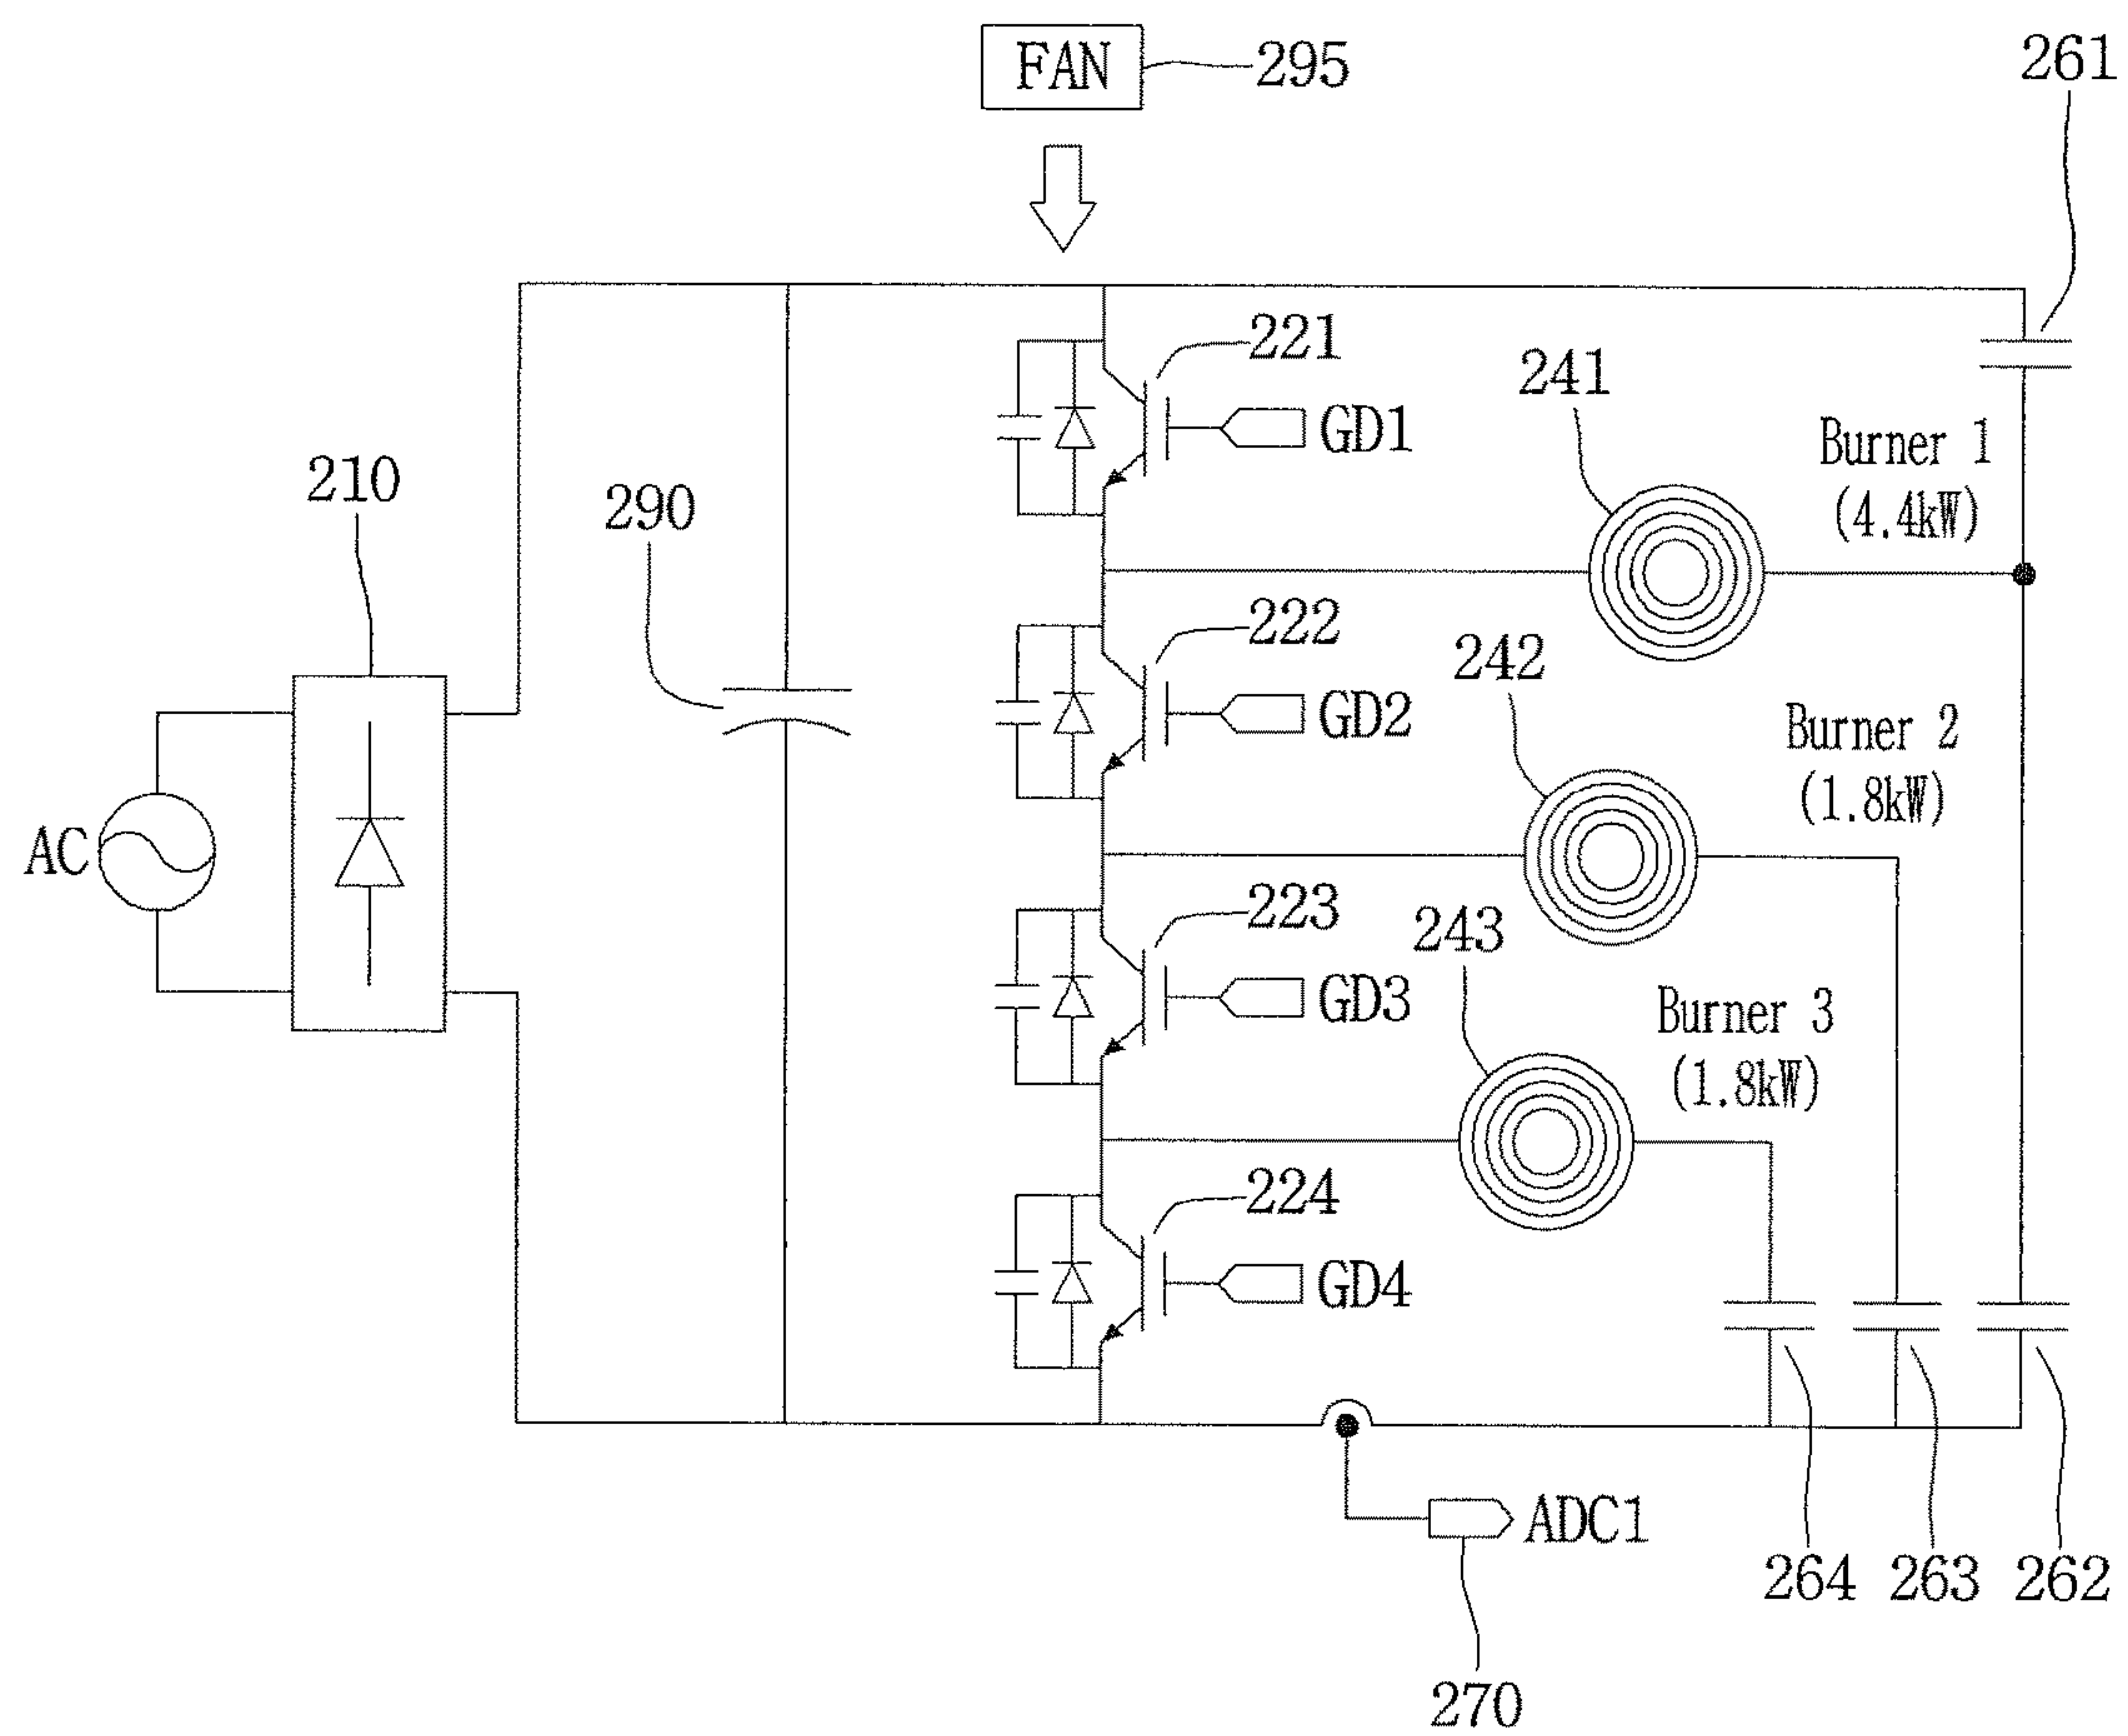 FAN
295
261
221
GD1
241
Burner 1
(4.4kW)
210
290
222
GD2
242
Burner 2
(1.8kW)
AC
223
GD3
243
Burner 3
(1.8kW)
224
GD4
ADC1
264
263
262
270